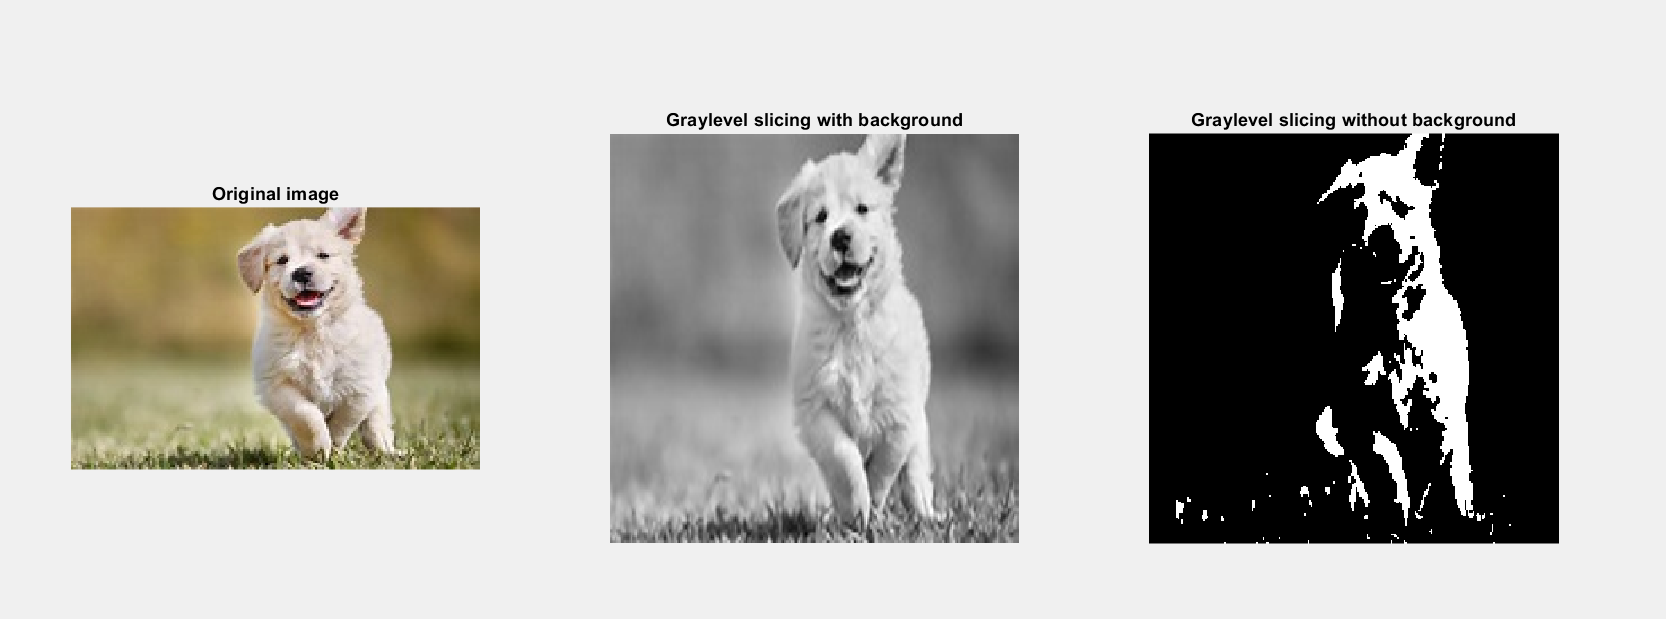 Original image
Graylevel slicing with background
Graylevel slicing without background